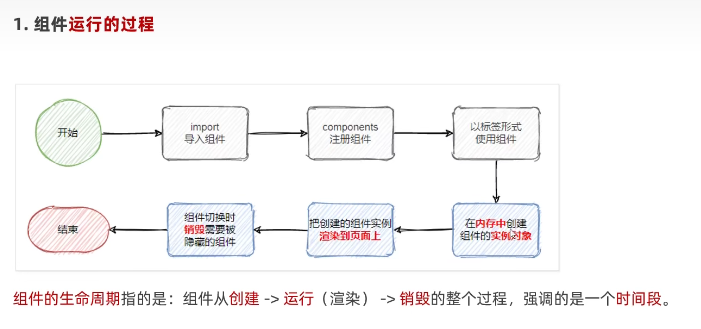 1. 组件运行的过程
开始
import
导入组件
components
注册组件
以标签形式
使用组件
在内存中创建
组件的实例对象
把创建的组件实例
渲染到页面上
组件切换时
销毁需要被
隐藏的组件
结束
组件的生命周期指的是：组件从创建 -> 运行（渲染） -> 销毁的整个过程，强调的是一个时间段。